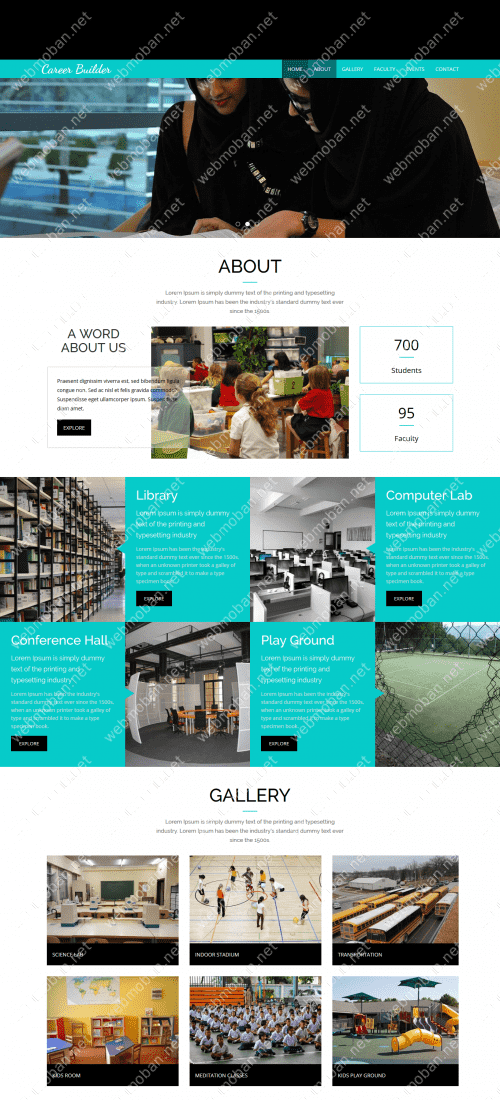 Career Builder
HOME ABOUT GALLERY FACULTY EVENTS CONTACT
ABOUT
Lorem Ipsum is simply dummy text of the printing and typesetting
industry. Lorem Ipsum has been the industry's standard dummy text ever
since the 1500s.
A WORD
ABOUT US
Praesent dignissim viverra est, sed bibendum ligula
congue non. Sed ac nisl et felis gravida commodo.
Suspendisse eget ullamcorper ipsum. Suspendisse
diam amet.
EXPLORE
700
Students
95
Faculty
Library
Lorem Ipsum is simply dummy
text of the printing and
typesetting industry
Lorem Ipsum has been the industry's
standard dummy text ever since the 1500s,
when an unknown printer took a galley of
type and scrambled it to make a type
specimen book.
EXPLORE
Computer Lab
Lorem Ipsum is simply dummy
text of the printing and
typesetting industry
Lorem Ipsum has been the industry's
standard dummy text ever since the 1500s,
when an unknown printer took a galley of
type and scrambled it to make a type
specimen book.
EXPLORE
Conference Hall
Lorem Ipsum is simply dummy
text of the printing and
typesetting industry
Lorem Ipsum has been the industry's
standard dummy text ever since the 1500s,
when an unknown printer took a galley of
type and scrambled it to make a type
specimen book.
EXPLORE
Play Ground
Lorem Ipsum is simply dummy
text of the printing and
typesetting industry
Lorem Ipsum has been the industry's
standard dummy text ever since the 1500s,
when an unknown printer took a galley of
type and scrambled it to make a type
specimen book.
EXPLORE
GALLERY
Lorem Ipsum is simply dummy text of the printing and typesetting
industry. Lorem Ipsum has been the industry's standard dummy text ever
since the 1500s.
SCIENCE LAB
INDOOR STADIUM
TRANSPORTATION
KIDS ROOM
MEDITATION CLASSES
KIDS PLAY GROUND
webmoban.net